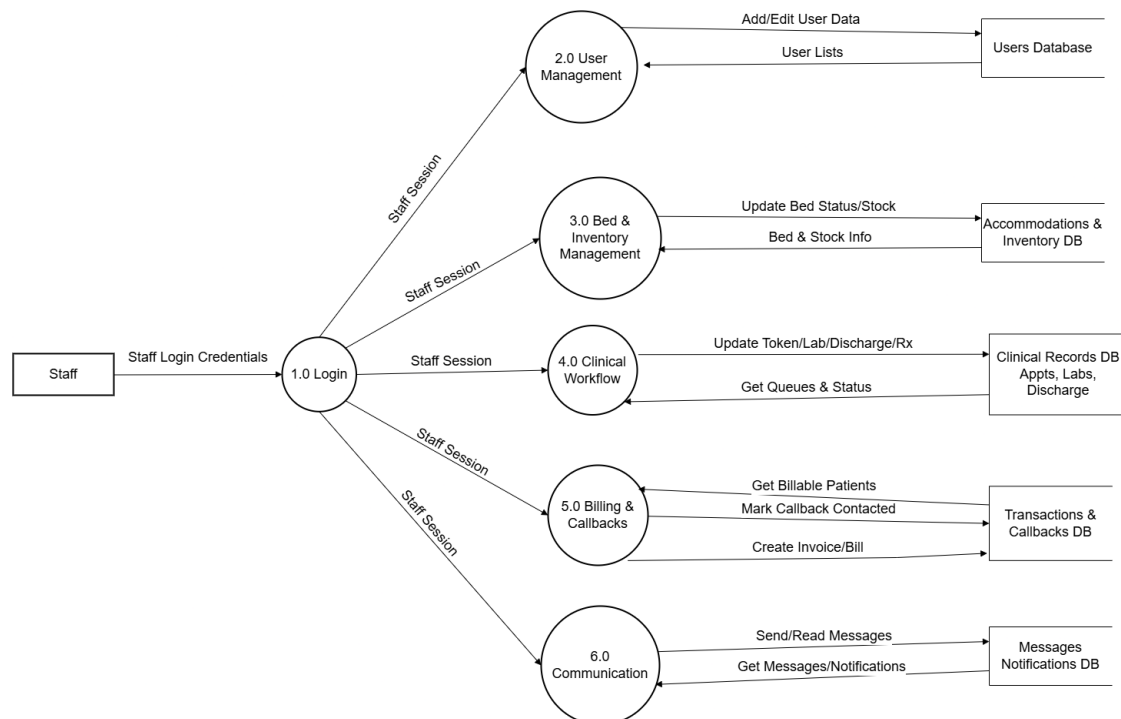 Add/Edit User Data
2.0 User
Management
User Lists
Users Database
Staff Session
3.0 Bed &
Inventory
Management
Update Bed Status/Stock
Bed & Stock Info
Accommodations &
Inventory DB
Staff Session
Staff
Staff Login Credentials
1.0 Login
Staff Session
4.0 Clinical
Workflow
Update Token/Lab/Discharge/Rx
Get Queues & Status
Clinical Records DB
Appts, Labs,
Discharge
Staff Session
5.0 Billing &
Callbacks
Get Billable Patients
Mark Callback Contacted
Create Invoice/Bill
Transactions &
Callbacks DB
Staff Session
6.0
Communication
Send/Read Messages
Get Messages/Notifications
Messages
Notifications DB